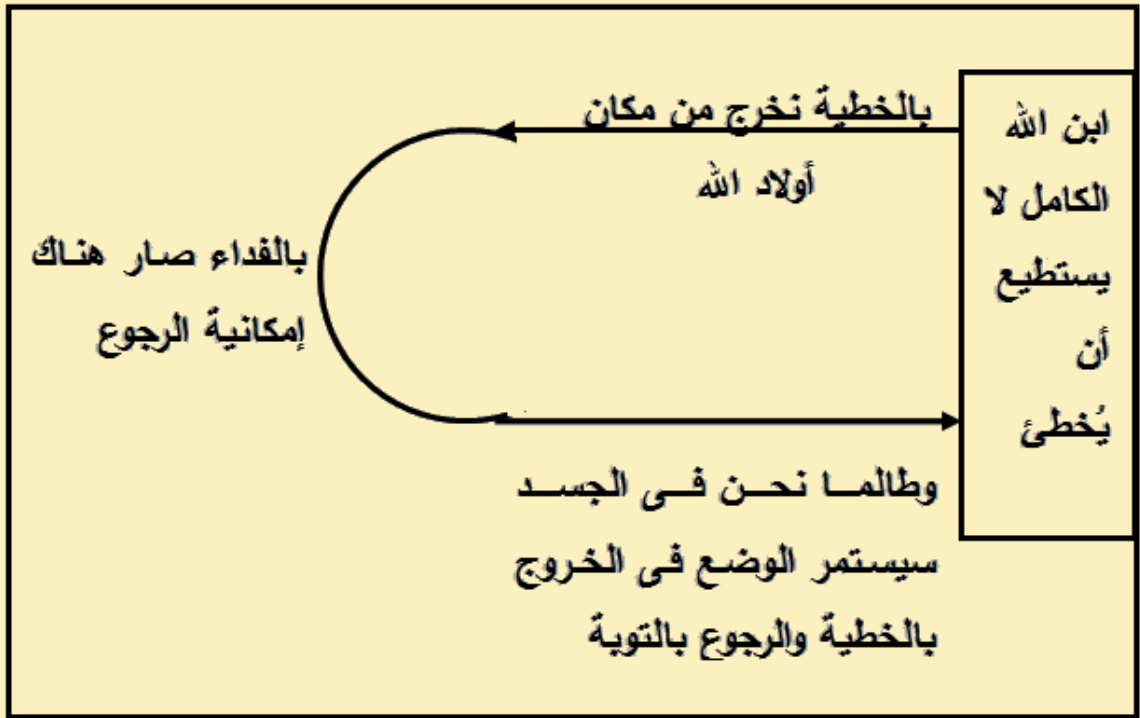 ابن الله
الكامل لا
يستطيع
أن
يُخطئ
بالخطية نخرج من مكان
أولاد الله
بالفداء صار هناك
إمكانية الرجوع
وطالما نحن فى الجسد
سيستمر الوضع فى الخروج
بالخطية والرجوع بالتوبة